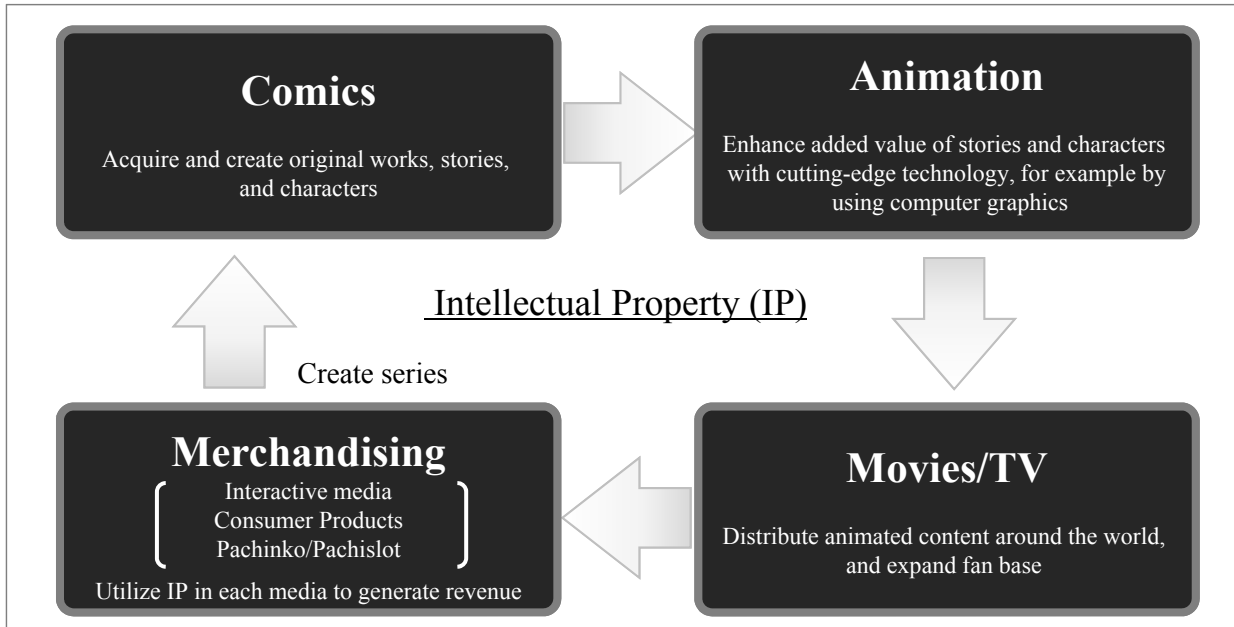 Comics
Acquire and create original works, stories,
and characters
Animation
Enhance added value of stories and characters
with cutting-edge technology, for example by
using computer graphics
Intellectual Property (IP)
Create series
Merchandising
Interactive media
Consumer Products
Pachinko/Pachislot
Utilize IP in each media to generate revenue
Movies/TV
Distribute animated content around the world,
and expand fan base